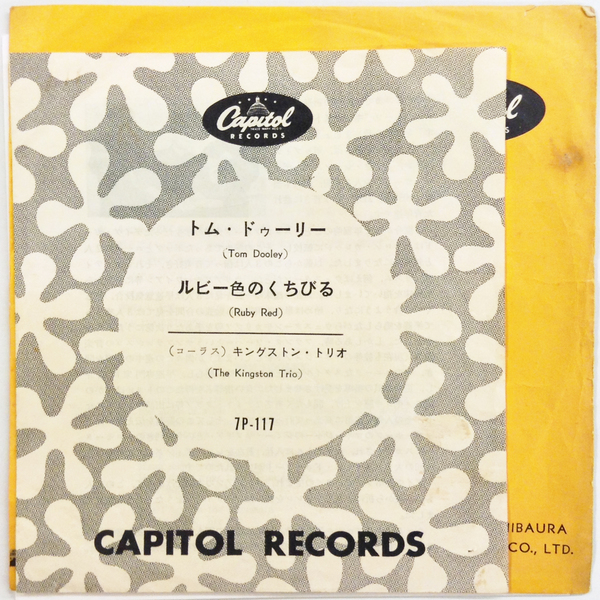 Capitol
RECORDS
トム・ドゥーリー
(Tom Dooley)
ルビー色のくちびる
(Ruby Red)
(コーラス) キングストン・トリオ
(The Kingston Trio)
7P-117
CAPITOL RECORDS
IBAURA
CO., LTD.